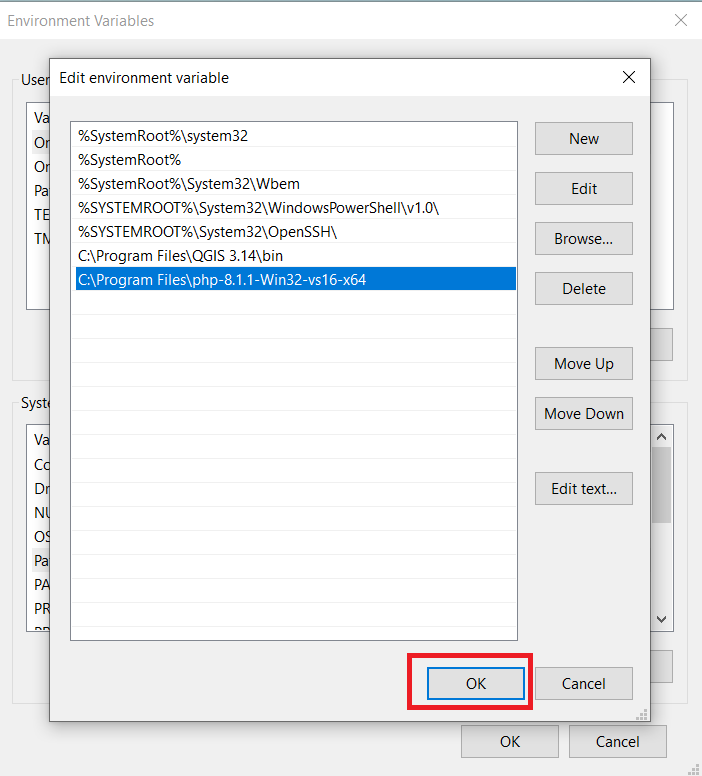 Environment Variables
Edit environment variable
User
Va
On
On
Pa
TE
TM
%SystemRoot%\system32
%SystemRoot%
%SystemRoot%\System32\Wbem
%SYSTEMROOT%\System32\WindowsPowerShell\v1.0\
%SYSTEMROOT%\System32\OpenSSH\
C:\Program Files\QGIS 3.14\bin
C:\Program Files\php-8.1.1-Win32-vs16-x64
New
Edit
Browse...
Delete
Move Up
Move Down
Edit text...
Syste
Va
Co
Dr
NU
OS
Pa
PA
PR
OK
Cancel
OK
Cancel